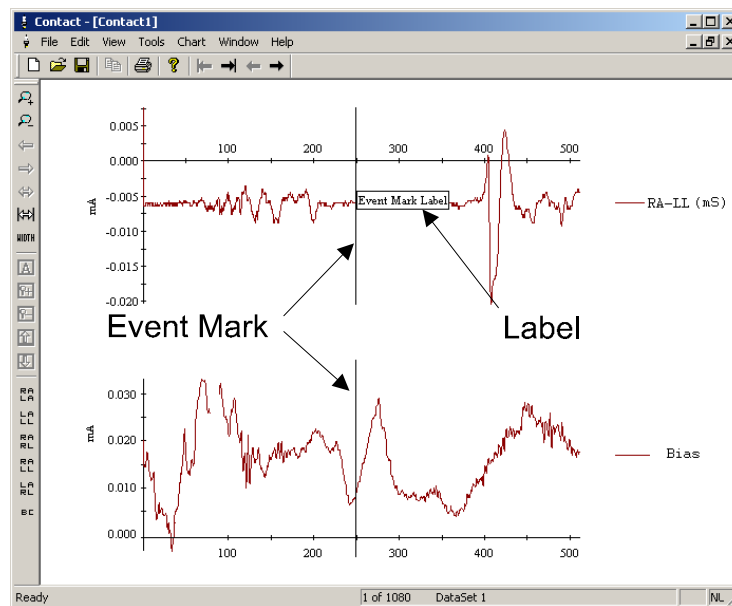 Contact - [Contact1]
File Edit View Tools Chart Window Help
WIDTH
A
RA LA
LA LL
RA RL
RA LL
LA RL
BC
0.005
0.000
-0.005
-0.010
-0.015
-0.020
mA
100 200 300 400 500
Event Mark Label
RA-LL (mS)
Event Mark
Label
0.030
0.020
0.010
0.000
mA
100 200 300 400 500
Bias
Ready 1 of 1080 DataSet 1 NL